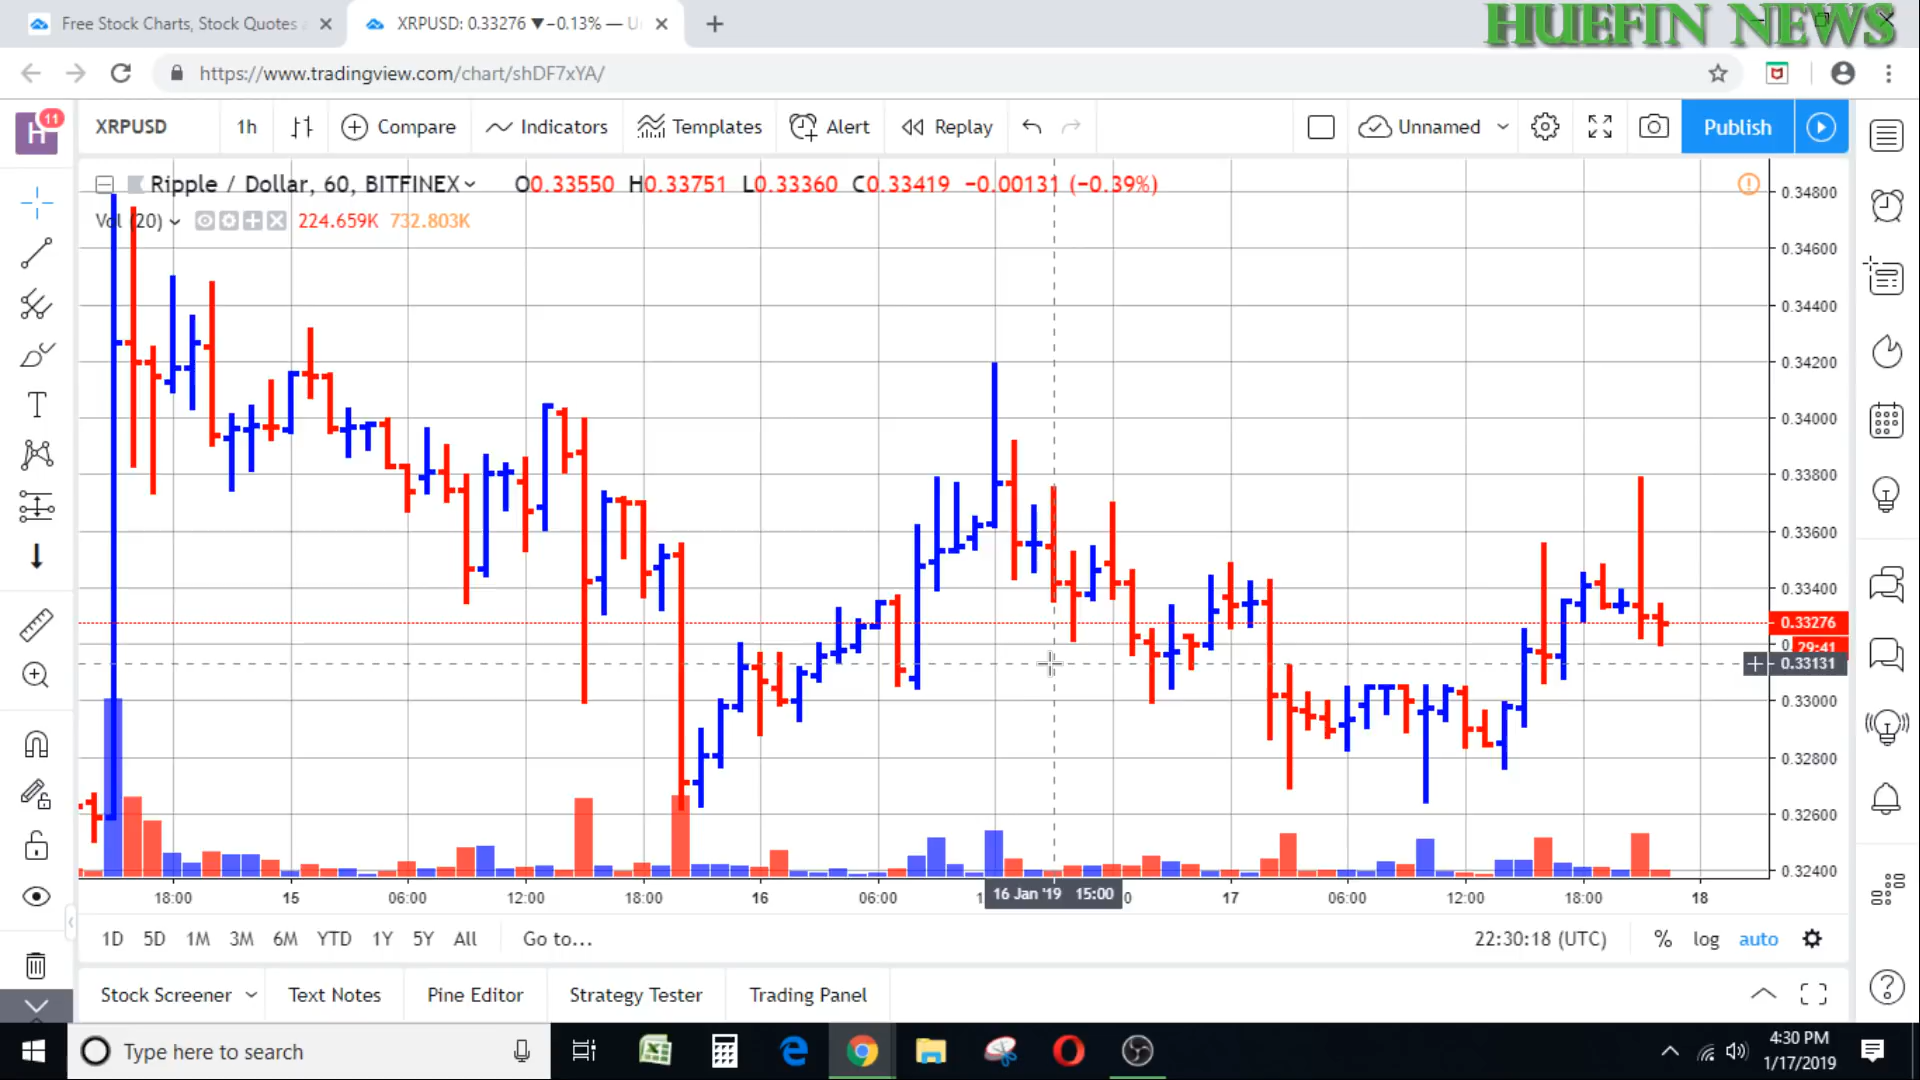 Free Stock Charts, Stock Quotes
XRPUSD: 0.33276 ▼−0.13% — U
HUEFIN NEWS
https://www.tradingview.com/chart/shDF7xYA/
H
11
XRPUSD
1h
Compare
Indicators
Templates
Alert
Replay
Unnamed
Publish
Ripple / Dollar, 60, BITFINEX
O0.33550 H0.33751 L0.33360 C0.33419 −0.00131 (−0.39%)
Vol (20)
224.659K 732.803K
0.34800
0.34600
0.34400
0.34200
0.34000
0.33800
0.33600
0.33400
0.33276
29:41
0.33131
0.33000
0.32800
0.32600
0.32400
18:00
15
06:00
12:00
18:00
16
06:00
16 Jan '19 15:00
17
06:00
12:00
18:00
18
1D 5D 1M 3M 6M YTD 1Y 5Y All
Go to...
22:30:18 (UTC)
% log auto
Stock Screener
Text Notes
Pine Editor
Strategy Tester
Trading Panel
Type here to search
4:30 PM
1/17/2019